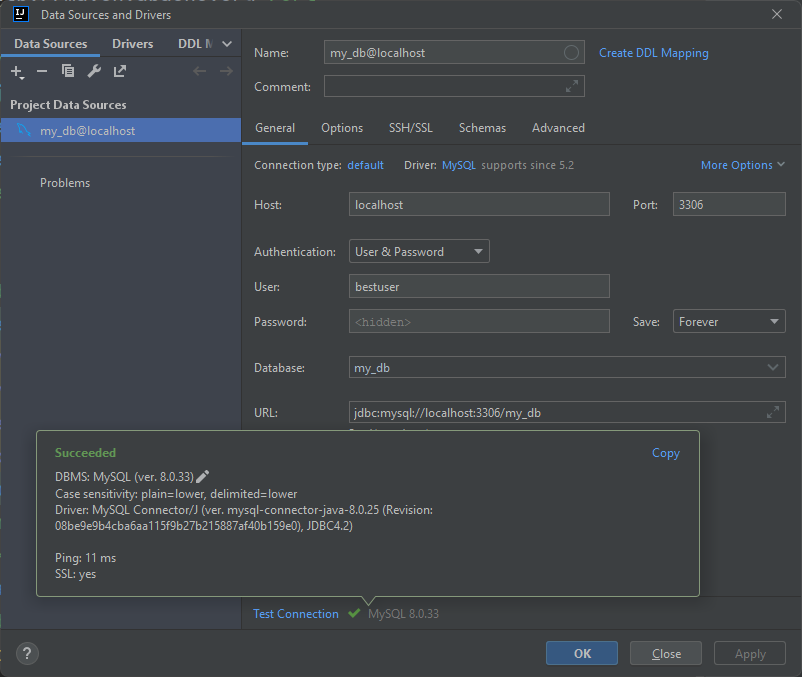 IJ Data Sources and Drivers
Data Sources Drivers DDL M
Name: my_db@localhost Create DDL Mapping
Comment:
Project Data Sources
my_db@localhost
Problems
General Options SSH/SSL Schemas Advanced
Connection type: default Driver: MySQL supports since 5.2 More Options
Host: localhost Port: 3306
Authentication: User & Password
User: bestuser
Password: <hidden> Save: Forever
Database: my_db
URL: jdbc:mysql://localhost:3306/my_db
Succeeded Copy
DBMS: MySQL (ver. 8.0.33)
Case sensitivity: plain=lower, delimited=lower
Driver: MySQL Connector/J (ver. mysql-connector-java-8.0.25 (Revision:
08be9e9b4cba6aa115f9b27b215887af40b159e0), JDBC4.2)
Ping: 11 ms
SSL: yes
Test Connection MySQL 8.0.33
? OK Close Apply